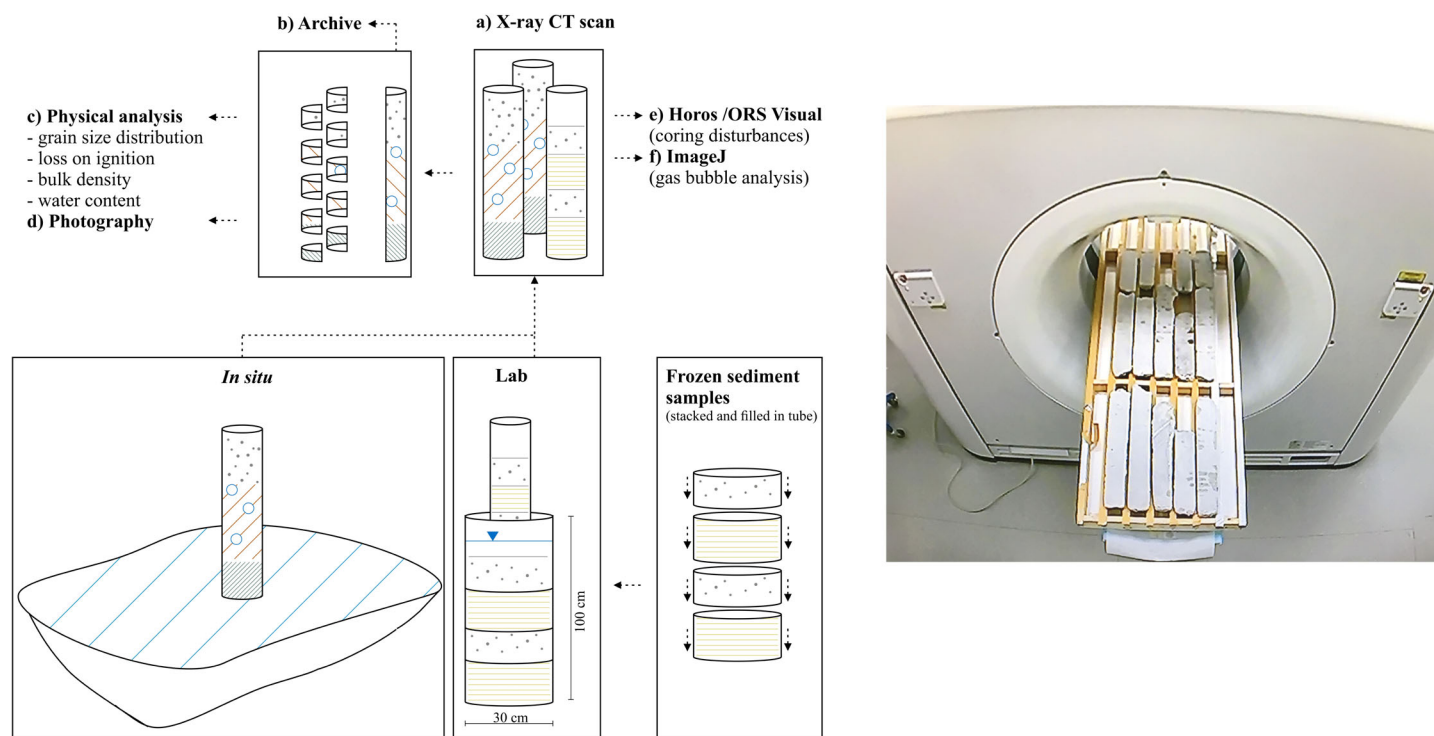 b) Archive
a) X-ray CT scan
c) Physical analysis
- grain size distribution
- loss on ignition
- bulk density
- water content
d) Photography
e) Horos /ORS Visual
(coring disturbances)
f) ImageJ
(gas bubble analysis)
In situ
Lab
100 cm
30 cm
Frozen sediment
samples
(stacked and filled in tube)